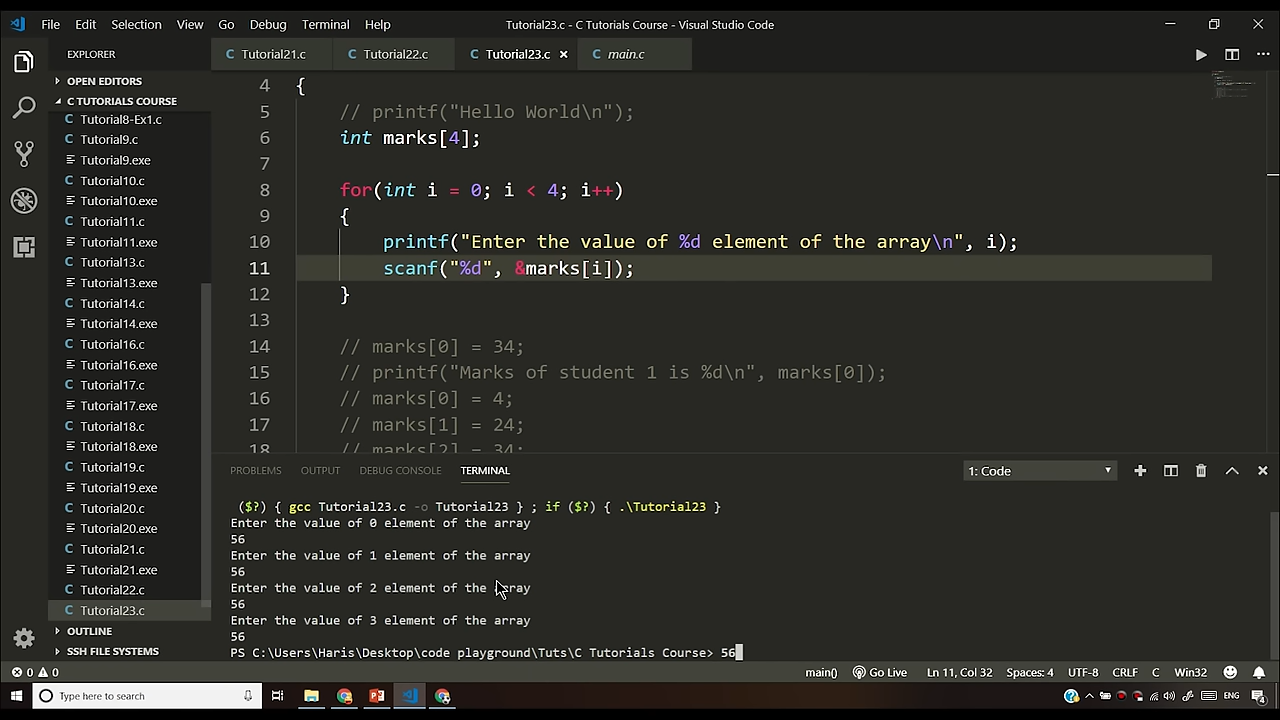 File Edit Selection View Go Debug Terminal Help Tutorial23.c - C Tutorials Course - Visual Studio Code
EXPLORER
C Tutorial21.c C Tutorial22.c C Tutorial23.c × C main.c
OPEN EDITORS
C TUTORIALS COURSE
C Tutorial8-Ex1.c
C Tutorial9.c
Tutorial9.exe
C Tutorial10.c
Tutorial10.exe
C Tutorial11.c
Tutorial11.exe
C Tutorial13.c
Tutorial13.exe
C Tutorial14.c
Tutorial14.exe
C Tutorial16.c
Tutorial16.exe
C Tutorial17.c
Tutorial17.exe
C Tutorial18.c
Tutorial18.exe
C Tutorial19.c
Tutorial19.exe
C Tutorial20.c
Tutorial20.exe
C Tutorial21.c
Tutorial21.exe
C Tutorial22.c
C Tutorial23.c
OUTLINE
SSH FILE SYSTEMS
4 {
5 // printf("Hello World\n");
6 int marks[4];
7
8 for(int i = 0; i < 4; i++)
9 {
10 printf("Enter the value of %d element of the array\n", i);
11 scanf("%d", &marks[i]);
12 }
13
14 // marks[0] = 34;
15 // printf("Marks of student 1 is %d\n", marks[0]);
16 // marks[0] = 4;
17 // marks[1] = 24;
18 // marks[2] = 34;
PROBLEMS OUTPUT DEBUG CONSOLE TERMINAL 1: Code
($?) { gcc Tutorial23.c -o Tutorial23 } ; if ($?) { .\Tutorial23 }
Enter the value of 0 element of the array
56
Enter the value of 1 element of the array
56
Enter the value of 2 element of the array
56
Enter the value of 3 element of the array
56
PS C:\Users\Haris\Desktop\code playground\Tuts\C Tutorials Course> 56
0 0 main() Go Live Ln 11, Col 32 Spaces: 4 UTF-8 CRLF C Win32
Type here to search ENG